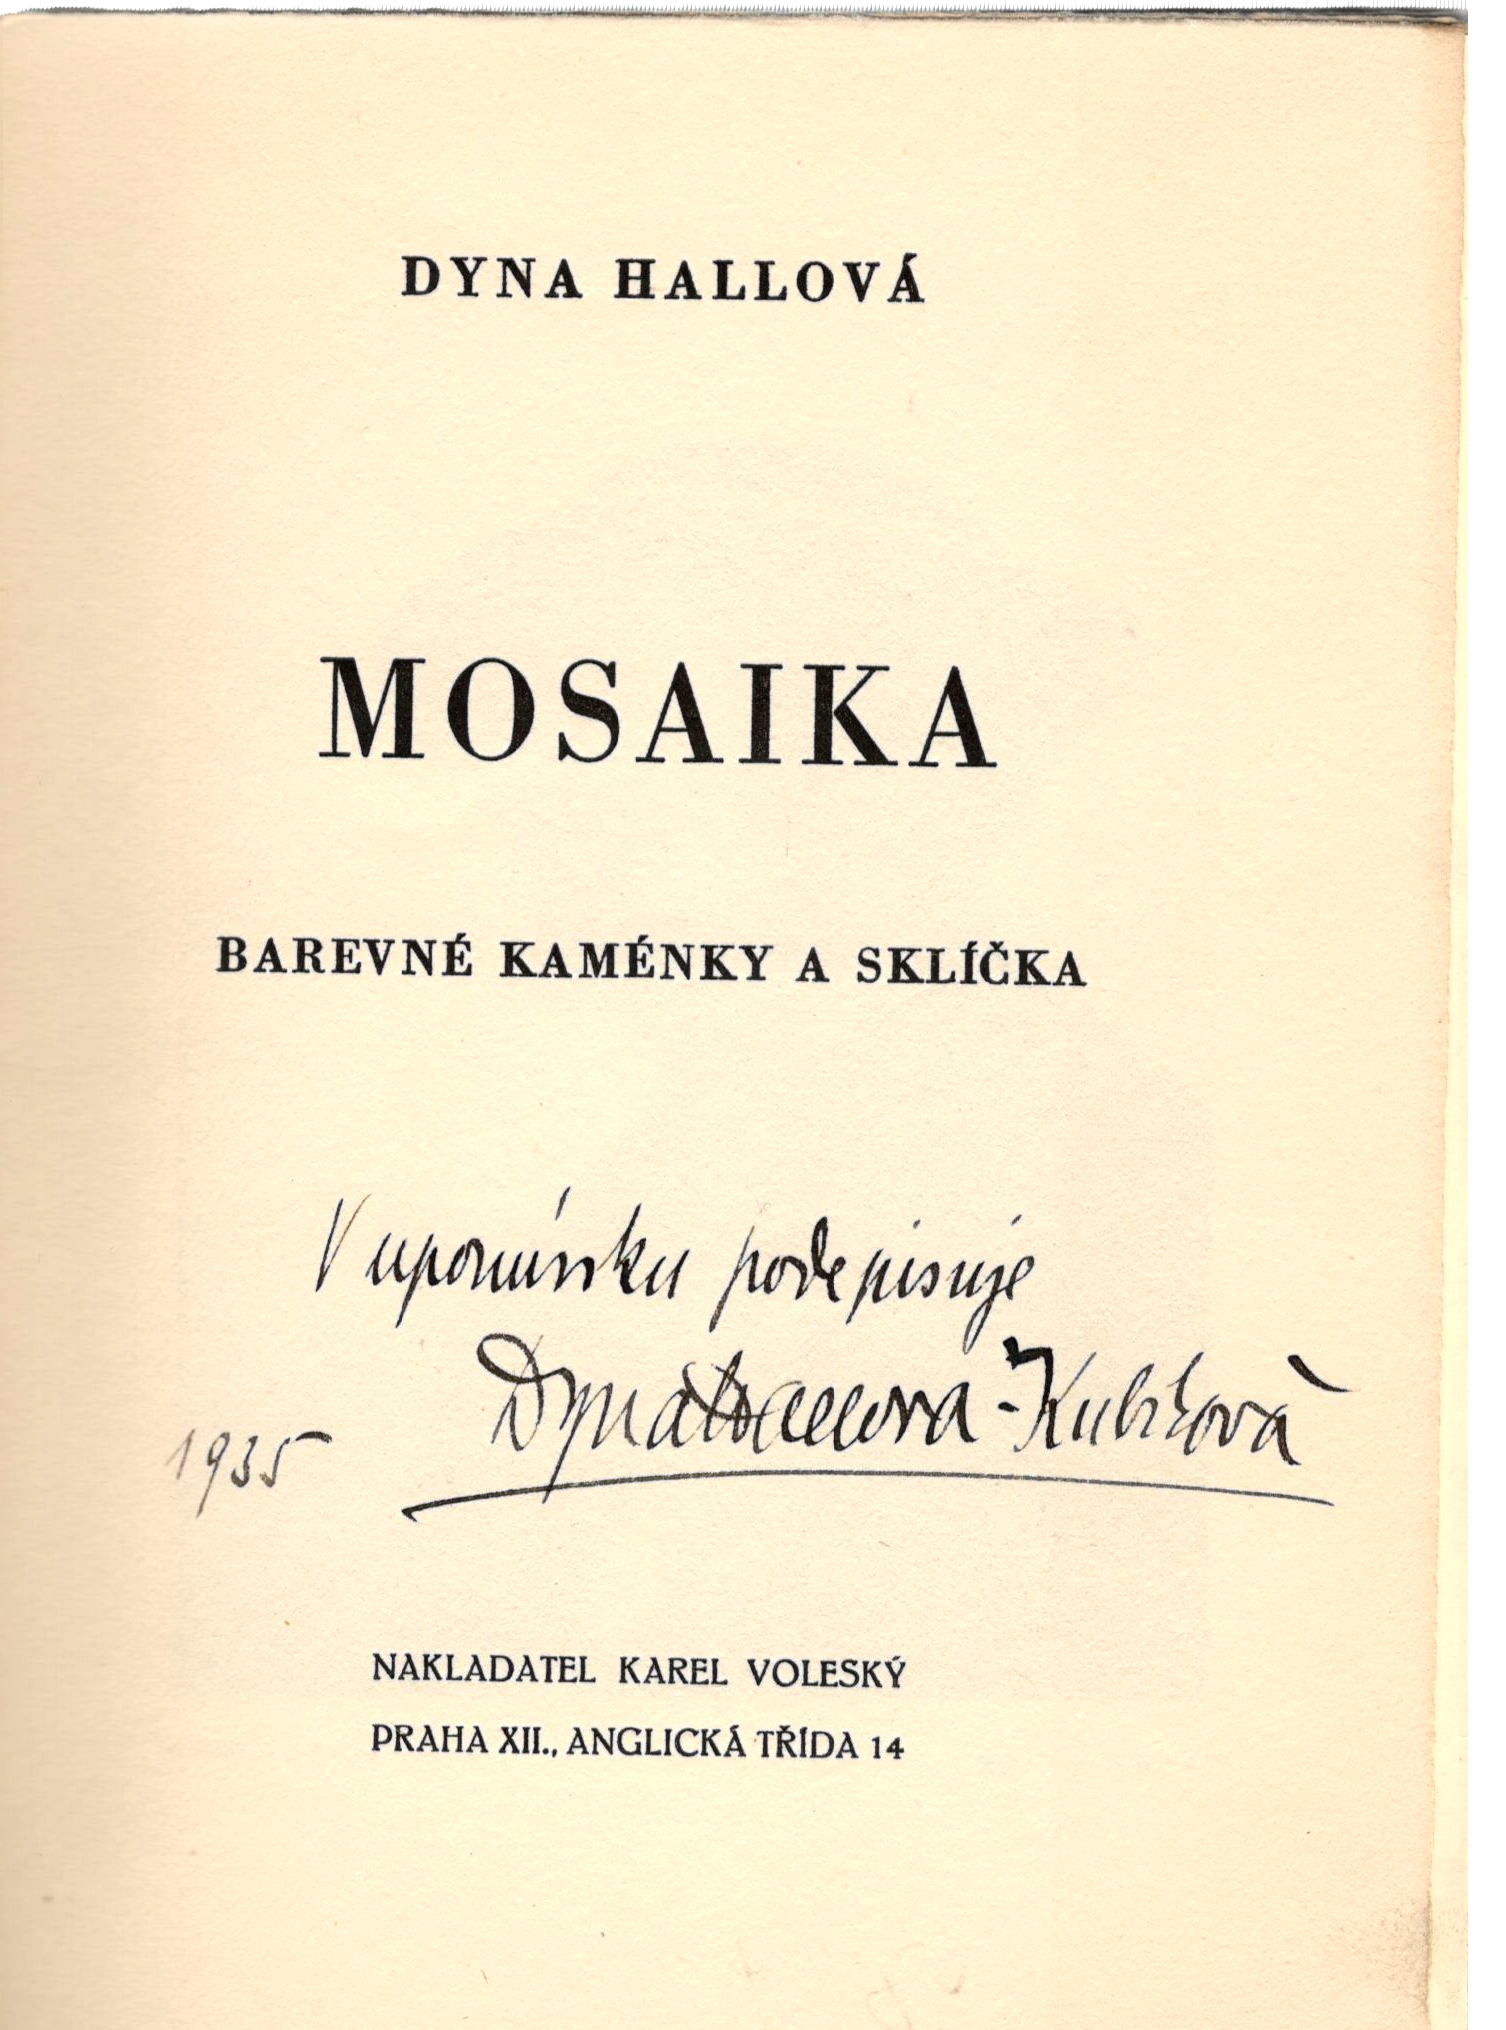 DYNA HALLOVÁ
MOSAIKA
BAREVNÉ KAMÉNKY A SKLÍČKA
V upomínku podepisuje
Dyna Hallová -
1935
NAKLADATEL KAREL VOLESKÝ
PRAHA XII., ANGLICKÁ TŘÍDA 14